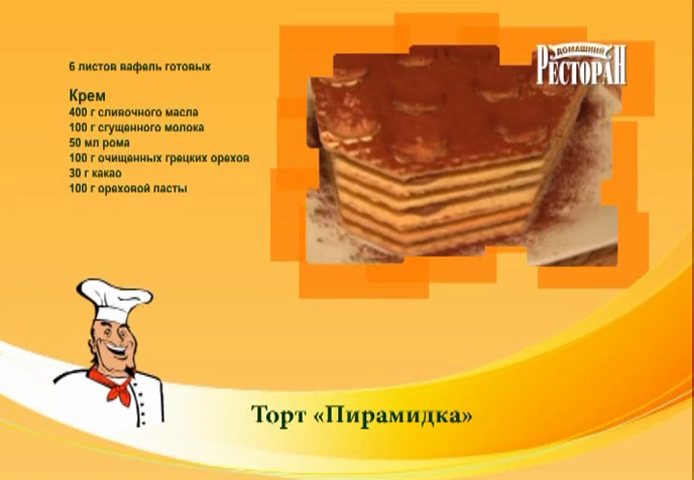 6 листов вафель готовых
Крем
400 г сливочного масла
100 г сгущенного молока
50 мл рома
100 г очищенных грецких орехов
30 г какао
100 г ореховой пасты
ДОМАШНИЙ
РЕСТОРАН
Торт «Пирамидка»